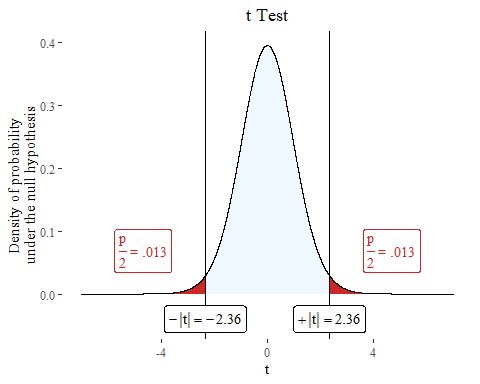 t Test
Density of probability
under the null hypothesis
0.4
0.3
0.2
0.1
0.0
p
2
= .013
p
2
= .013
−|t| = −2.36
+|t| = 2.36
-4
0
4
t